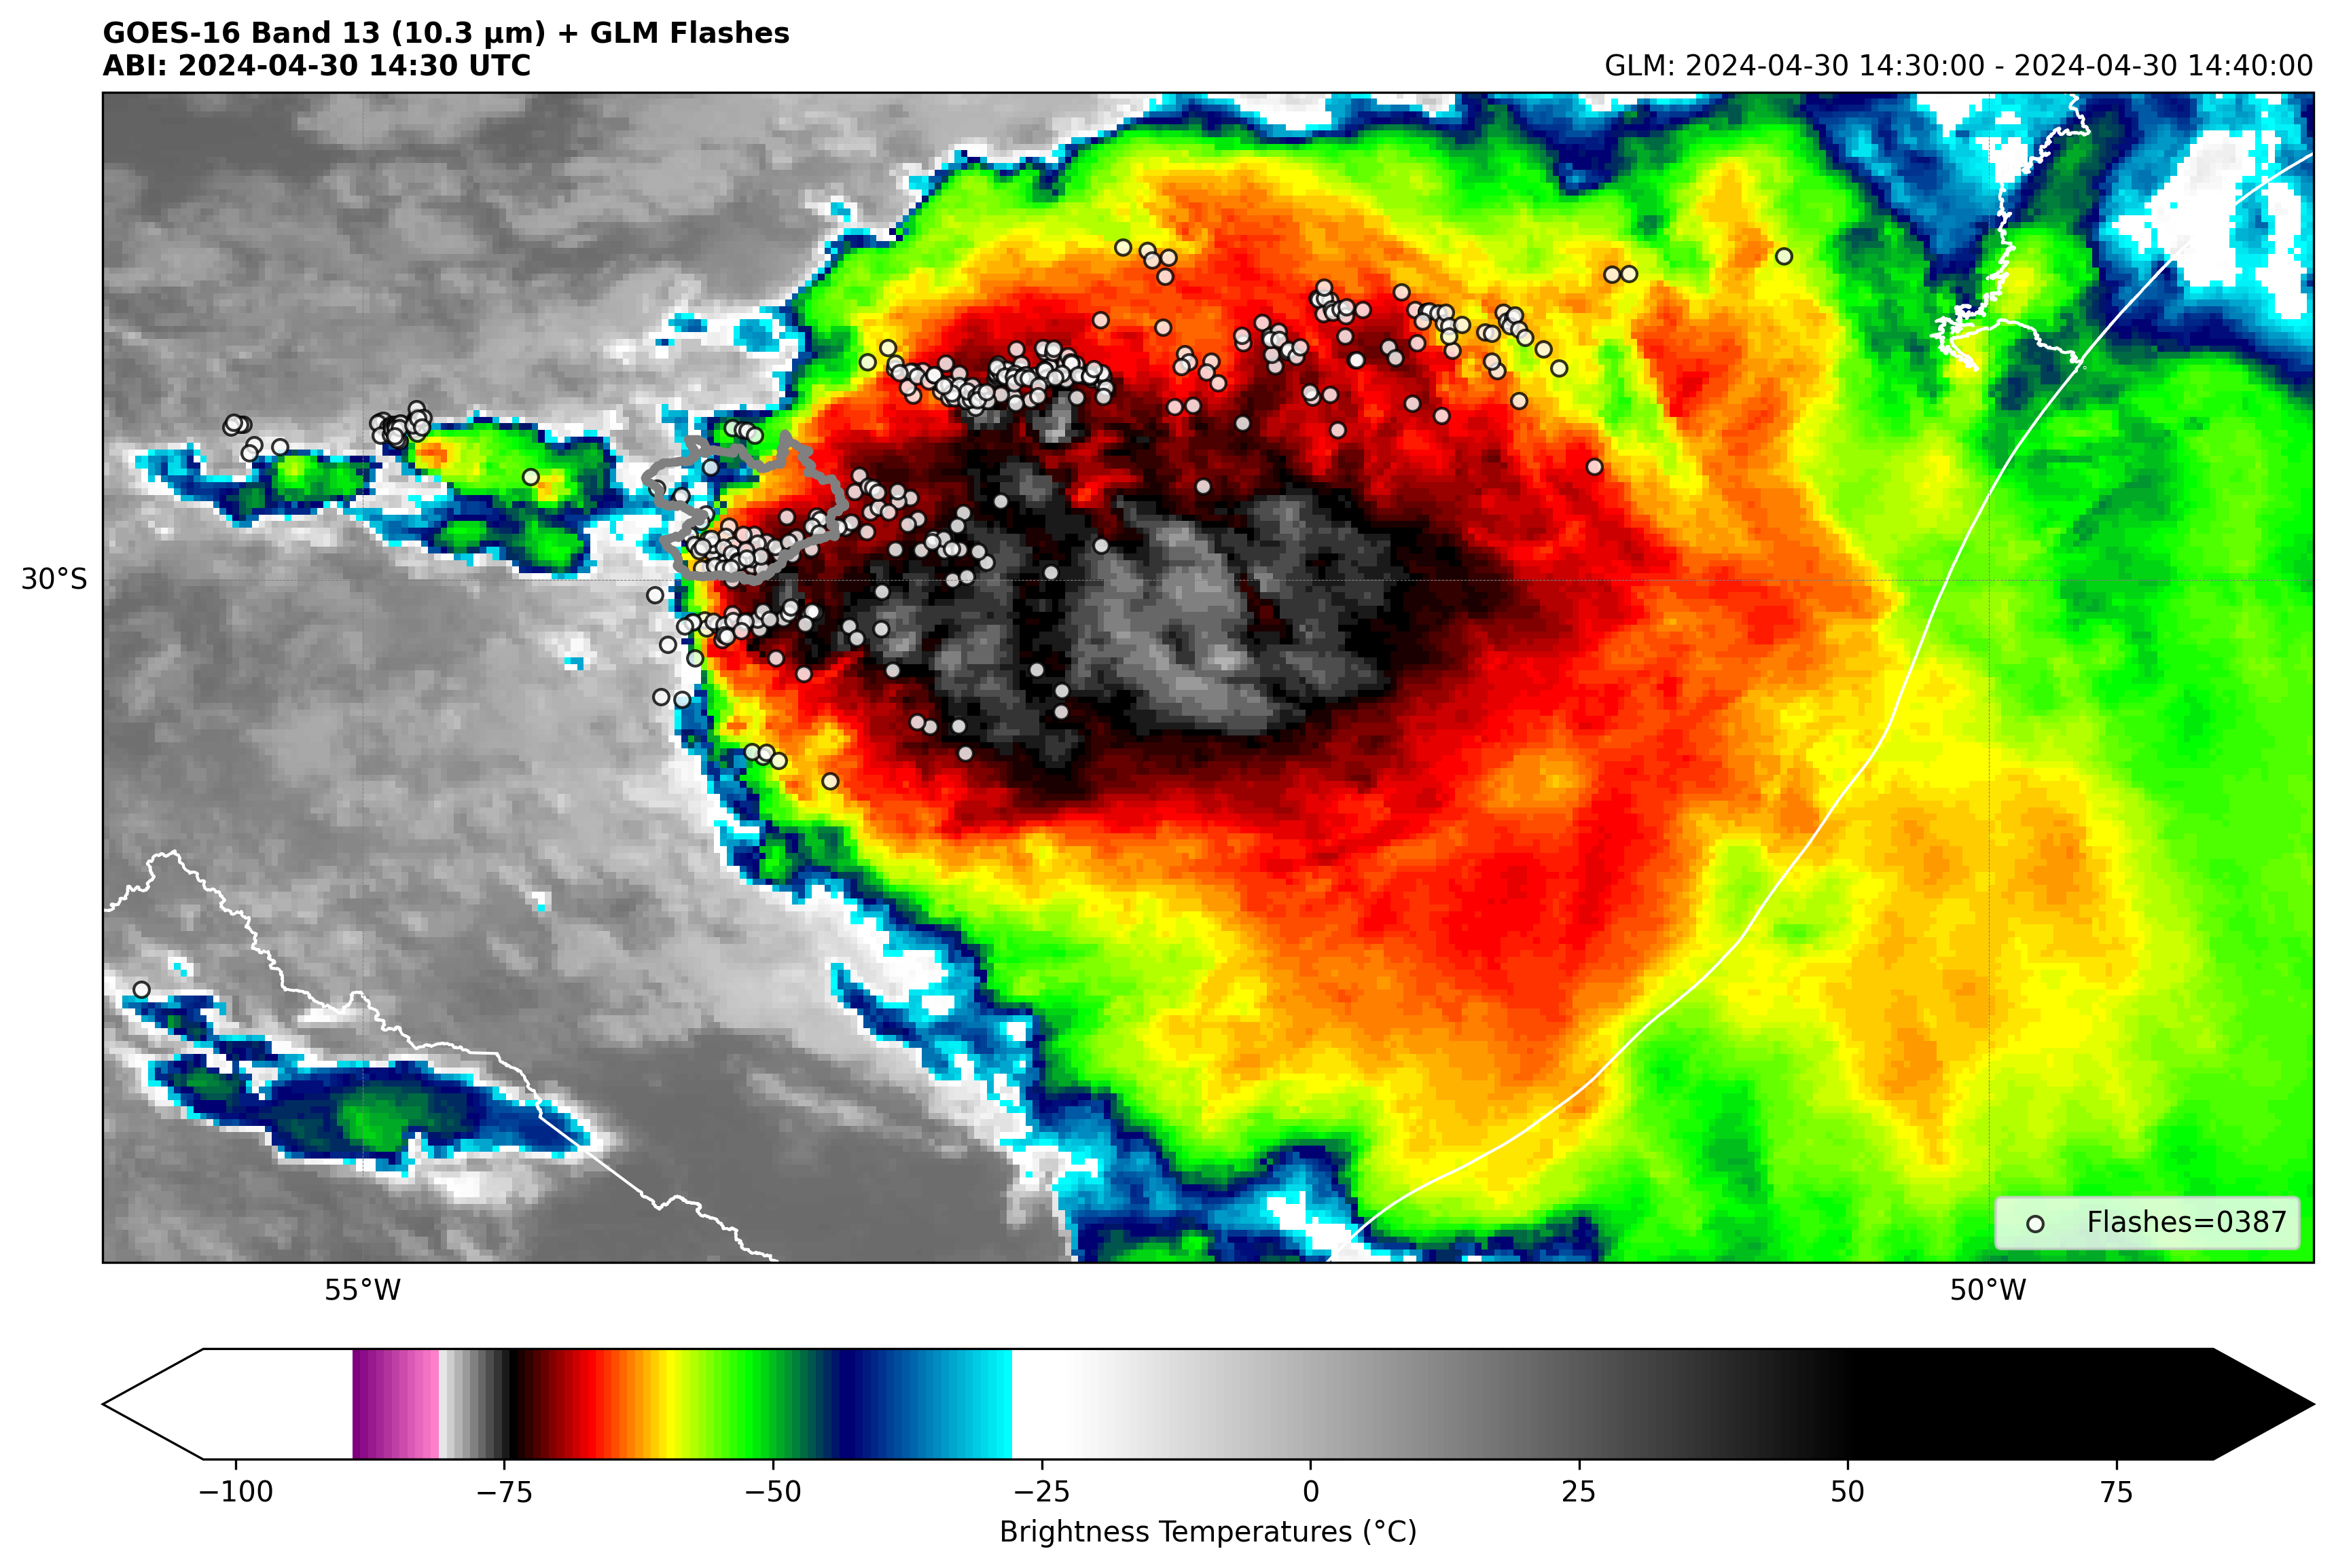 GOES-16 Band 13 (10.3 μm) + GLM Flashes
ABI: 2024-04-30 14:30 UTC
GLM: 2024-04-30 14:30:00 - 2024-04-30 14:40:00
30°S
Flashes=0387
55°W
50°W
−100
−75
−50
−25
0
25
50
75
Brightness Temperatures (°C)